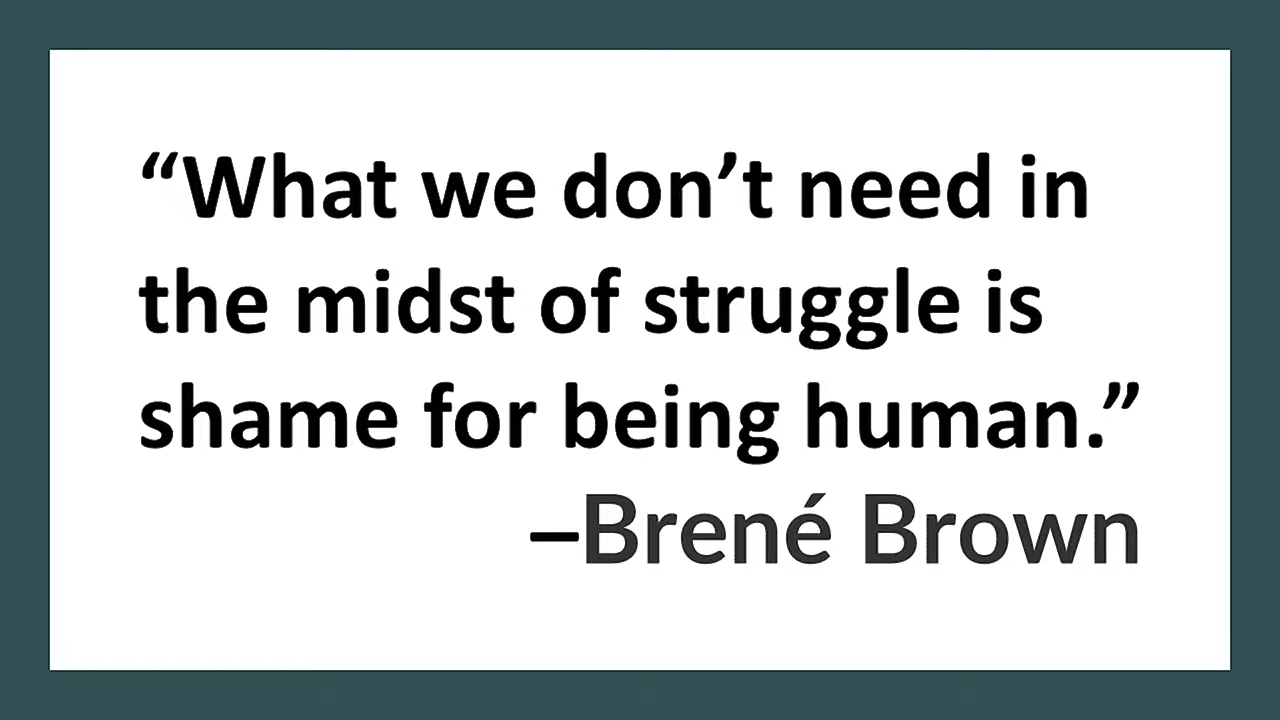 “What we don’t need in
the midst of struggle is
shame for being human.”
–Brené Brown